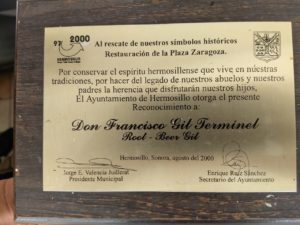 97 2000
HERMOSILLO
Al rescate de nuestros símbolos históricos
Restauración de la Plaza Zaragoza.
Por conservar el espíritu hermosillense que vive en nuestras
tradiciones, por hacer del legado de nuestros abuelos y nuestros
padres la herencia que disfrutarán nuestros hijos,
El Ayuntamiento de Hermosillo otorga el presente
Reconocimiento a:
Don Francisco Gil Terminel
Root - Beer Gil
Hermosillo, Sonora, agosto del 2000
Jorge E. Valencia Juillerat
Presidente Municipal
Enrique Ruiz Sánchez
Secretario del Ayuntamiento